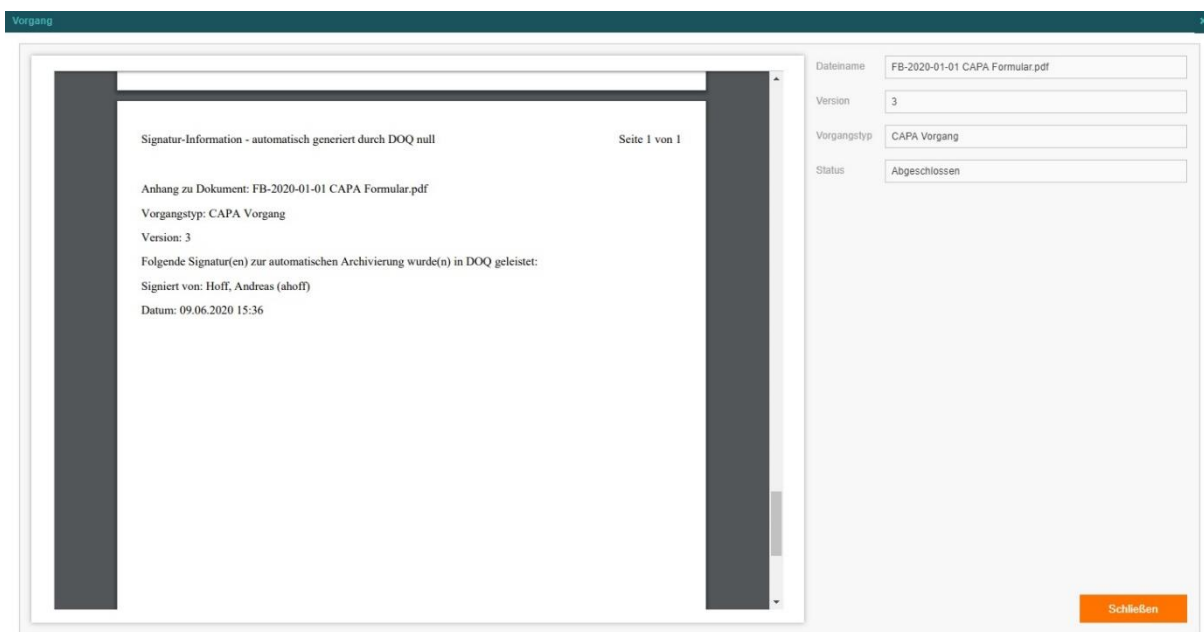 Vorgang
Signatur-Information - automatisch generiert durch DOQ null
Seite 1 von 1
Anhang zu Dokument: FB-2020-01-01 CAPA Formular.pdf
Vorgangstyp: CAPA Vorgang
Version: 3
Folgende Signatur(en) zur automatischen Archivierung wurde(n) in DOQ geleistet:
Signiert von: Hoff, Andreas (ahoff)
Datum: 09.06.2020 15:36
Dateiname FB-2020-01-01 CAPA Formular.pdf
Version 3
Vorgangstyp CAPA Vorgang
Status Abgeschlossen
Schließen